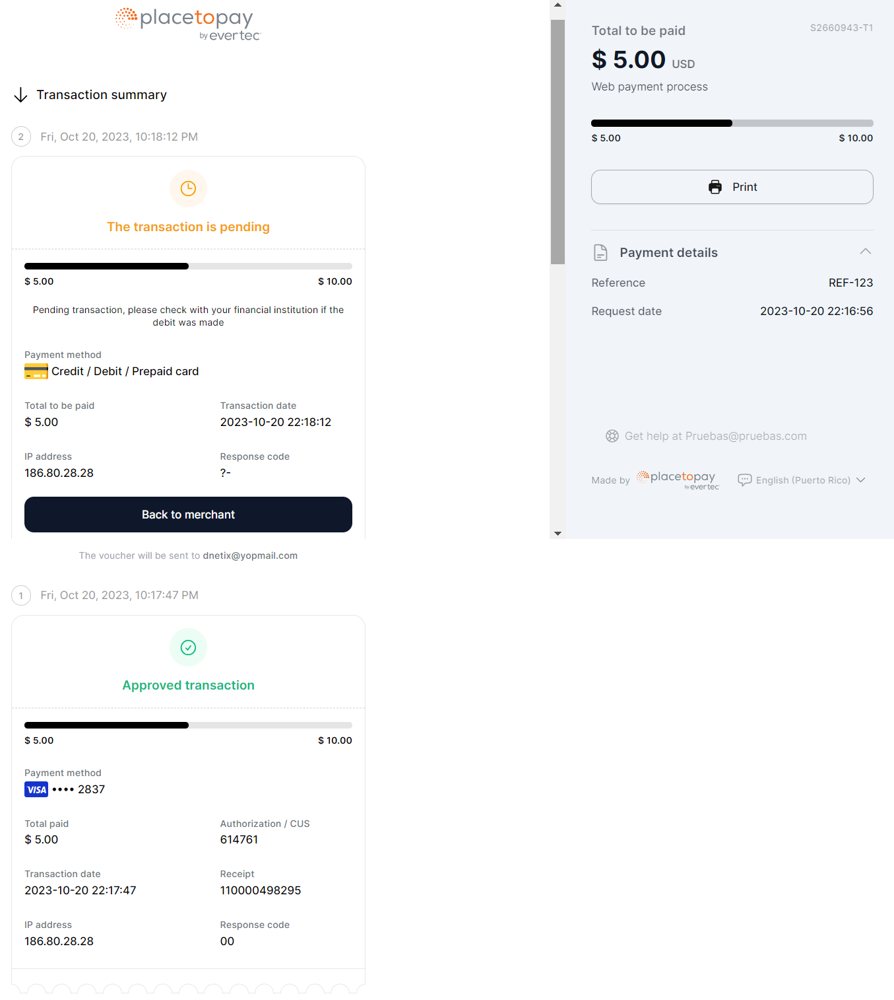 placetopay
by evertec
Transaction summary
2 Fri, Oct 20, 2023, 10:18:12 PM
The transaction is pending
$ 5.00 $ 10.00
Pending transaction, please check with your financial institution if the
debit was made
Payment method
Credit / Debit / Prepaid card
Total to be paid Transaction date
$ 5.00 2023-10-20 22:18:12
IP address Response code
186.80.28.28 ?-
Back to merchant
The voucher will be sent to dnetix@yopmail.com
1 Fri, Oct 20, 2023, 10:17:47 PM
Approved transaction
$ 5.00 $ 10.00
Payment method
VISA •••• 2837
Total paid Authorization / CUS
$ 5.00 614761
Transaction date Receipt
2023-10-20 22:17:47 110000498295
IP address Response code
186.80.28.28 00
Total to be paid S2660943-T1
$ 5.00 USD
Web payment process
$ 5.00 $ 10.00
Print
Payment details
Reference REF-123
Request date 2023-10-20 22:16:56
Get help at Pruebas@pruebas.com
Made by placetopay by evertec English (Puerto Rico)